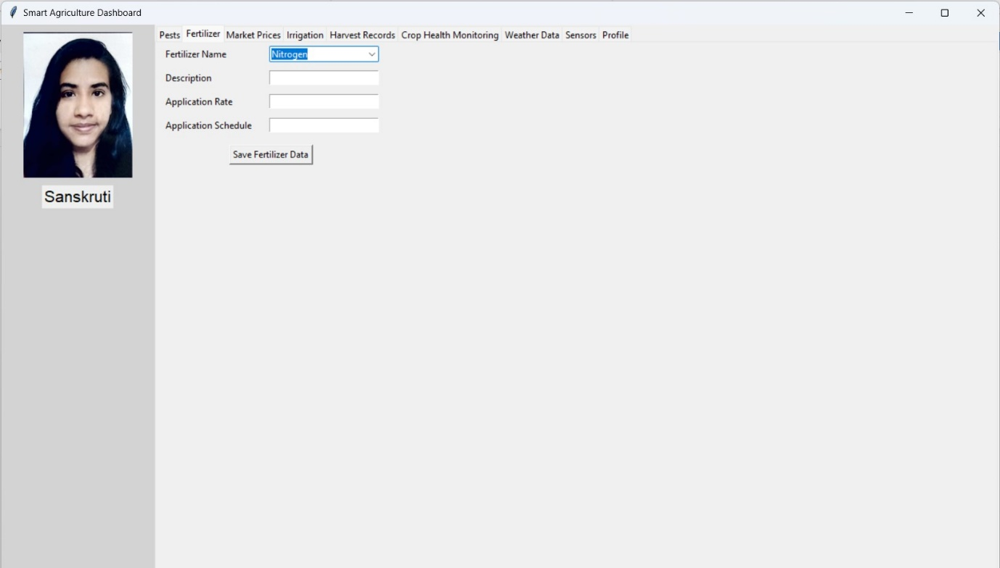 Smart Agriculture Dashboard
Pests Fertilizer Market Prices Irrigation Harvest Records Crop Health Monitoring Weather Data Sensors Profile
Fertilizer Name Nitrogen
Description
Application Rate
Application Schedule
Save Fertilizer Data
Sanskruti